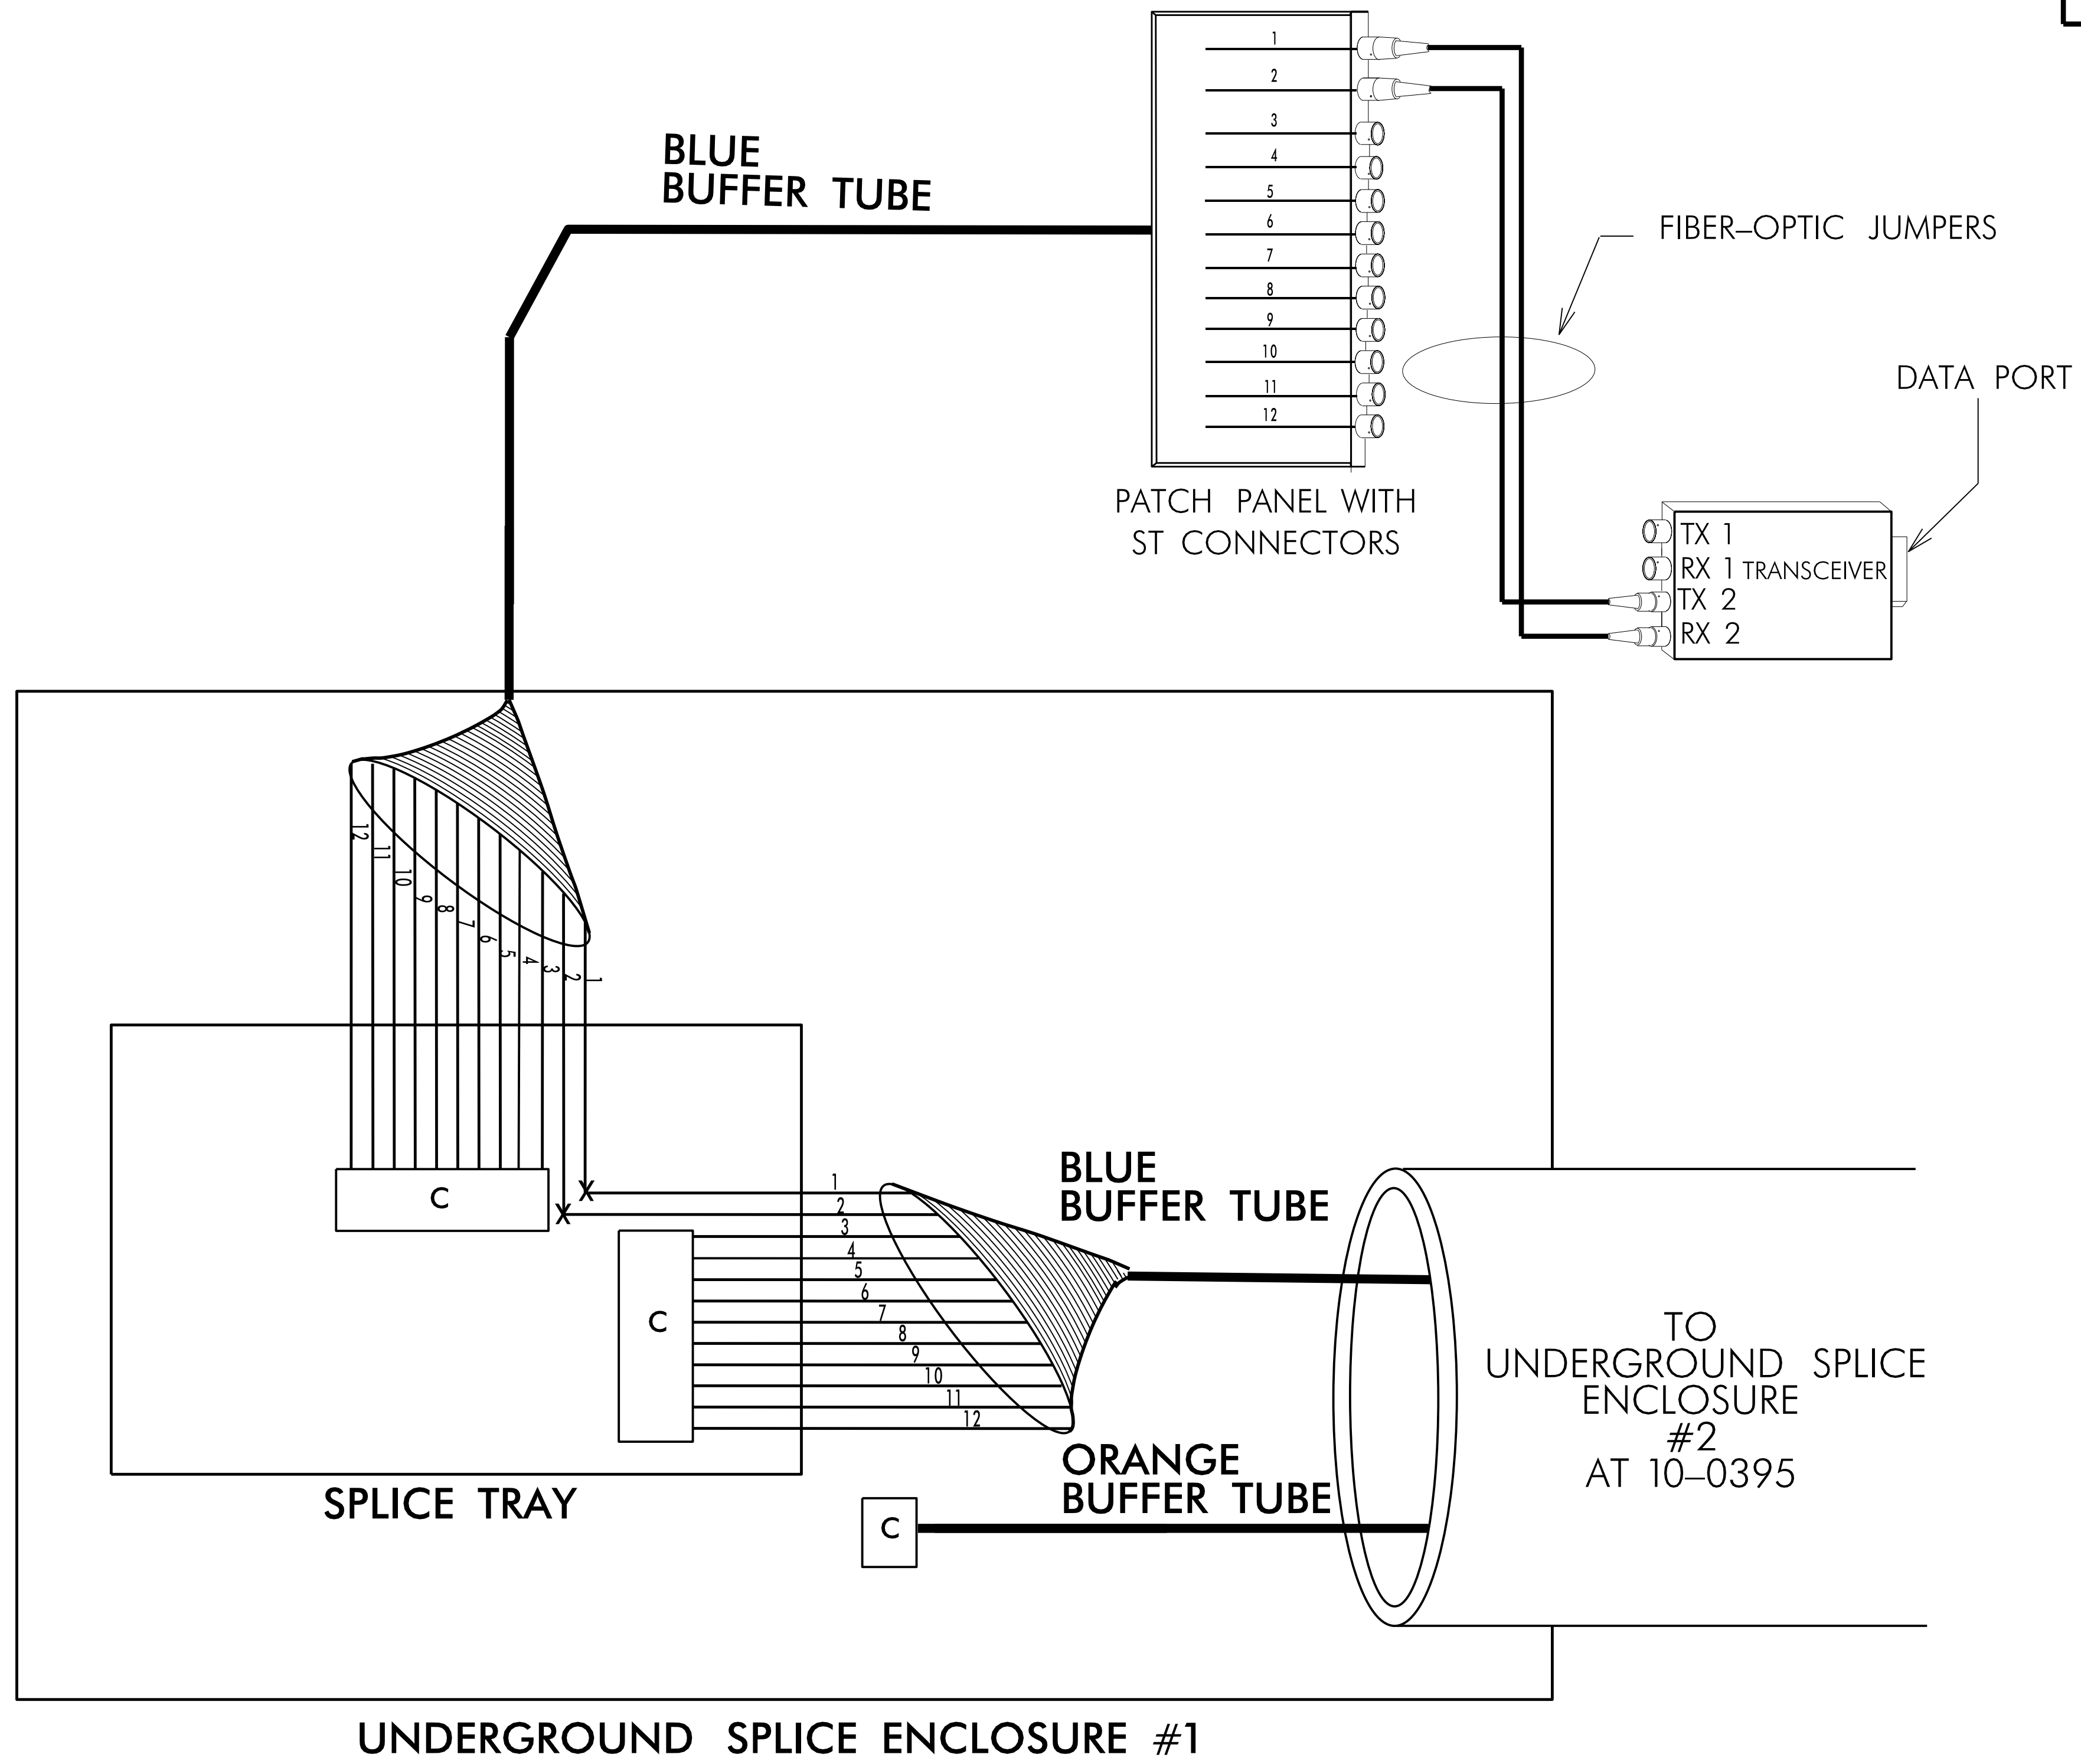 1
2
BLUE
BUFFER TUBE
3
4
5
6
7
8
9
10
11
12
FIBER–OPTIC JUMPERS
DATA PORT
PATCH PANEL WITH
ST CONNECTORS
TX 1
RX 1 TRANSCEIVER
TX 2
RX 2
12
11
10
9
8
7
6
5
4
3
2
1
C
X
X
1
2
3
4
5
6
7
8
9
10
11
12
C
BLUE
BUFFER TUBE
TO
UNDERGROUND SPLICE
ENCLOSURE
#2
AT 10–0395
ORANGE
BUFFER TUBE
C
SPLICE TRAY
UNDERGROUND SPLICE ENCLOSURE #1